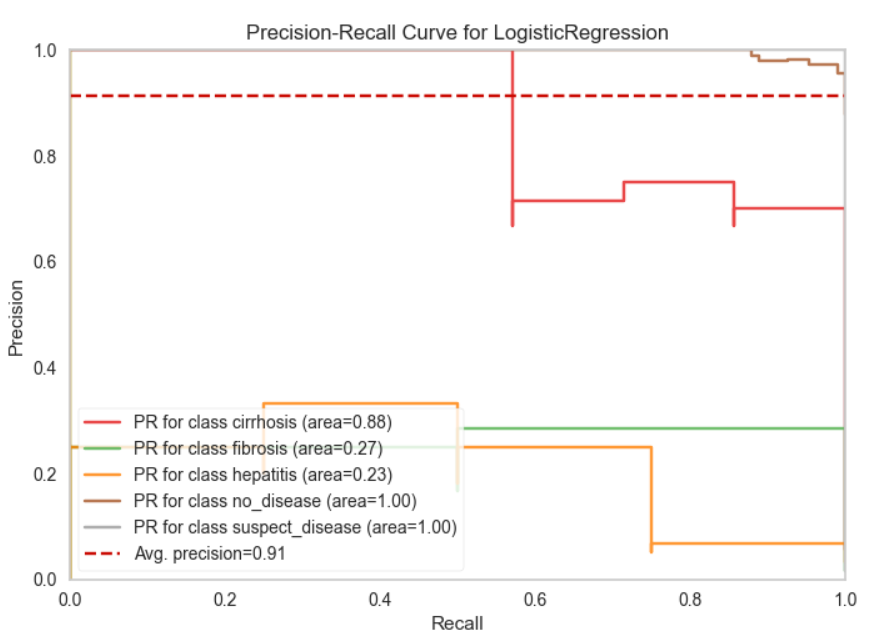 Precision-Recall Curve for LogisticRegression
1.0
0.8
0.6
0.4
0.2
0.0
Precision
PR for class cirrhosis (area=0.88)
PR for class fibrosis (area=0.27)
PR for class hepatitis (area=0.23)
PR for class no_disease (area=1.00)
PR for class suspect_disease (area=1.00)
Avg. precision=0.91
0.0 0.2 0.4 0.6 0.8 1.0
Recall